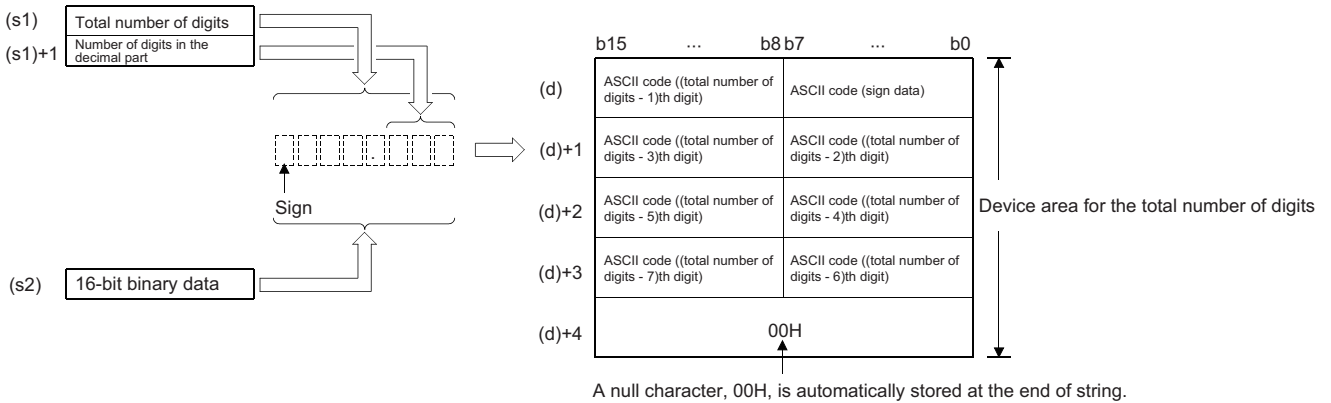 (s1)
Total number of digits
(s1)+1
Number of digits in the
decimal part
.
Sign
(s2)
16-bit binary data
b15 ... b8 b7 ... b0
(d)
ASCII code ((total number of
digits - 1)th digit)
ASCII code (sign data)
(d)+1
ASCII code ((total number of
digits - 3)th digit)
ASCII code ((total number of
digits - 2)th digit)
(d)+2
ASCII code ((total number of
digits - 5)th digit)
ASCII code ((total number of
digits - 4)th digit)
(d)+3
ASCII code ((total number of
digits - 7)th digit)
ASCII code ((total number of
digits - 6)th digit)
(d)+4
00H
Device area for the total number of digits
A null character, 00H, is automatically stored at the end of string.